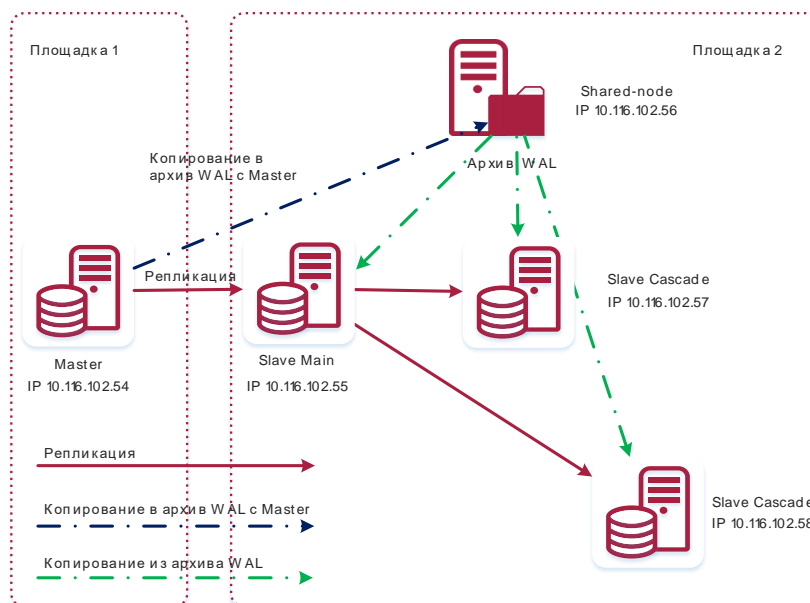 Площадка 1
Площадка 2
Shared-node
IP 10.116.102.56
Копирование в
архив WAL с Master
Архив WAL
Репликация
Slave Cascade
IP 10.116.102.57
Master
IP 10.116.102.54
Slave Main
IP 10.116.102.55
Репликация
Копирование в архив WAL с Master
Копирование из архива WAL
Slave Cascade
IP 10.116.102.58